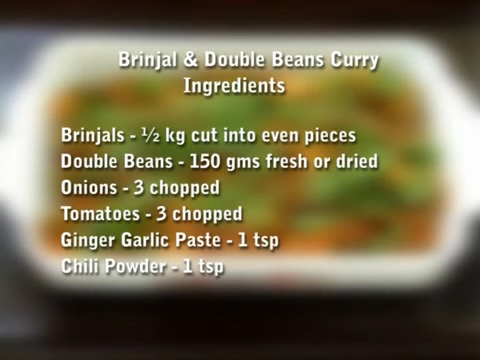 Brinjal & Double Beans Curry
Ingredients
Brinjals - ½ kg cut into even pieces
Double Beans - 150 gms fresh or dried
Onions - 3 chopped
Tomatoes - 3 chopped
Ginger Garlic Paste - 1 tsp
Chili Powder - 1 tsp